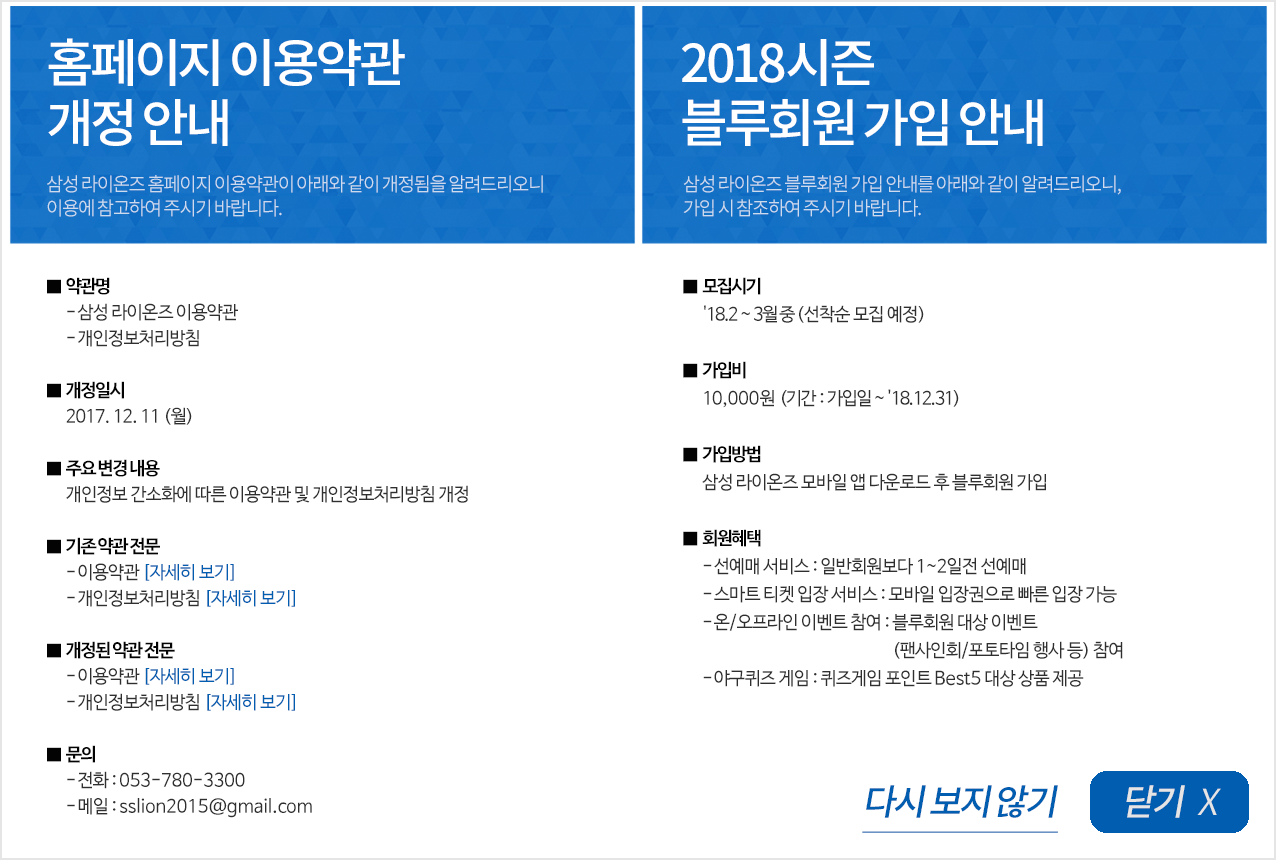 홈페이지 이용약관
개정 안내
삼성 라이온즈 홈페이지 이용약관이 아래와 같이 개정됨을 알려드리오니
이용에 참고하여 주시기 바랍니다.
■ 약관명
- 삼성 라이온즈 이용약관
- 개인정보처리방침
■ 개정일시
2017. 12. 11 (월)
■ 주요 변경 내용
개인정보 간소화에 따른 이용약관 및 개인정보처리방침 개정
■ 기존 약관 전문
- 이용약관 [자세히 보기]
- 개인정보처리방침 [자세히 보기]
■ 개정된 약관 전문
- 이용약관 [자세히 보기]
- 개인정보처리방침 [자세히 보기]
■ 문의
- 전화 : 053-780-3300
- 메일 : sslion2015@gmail.com
2018시즌
블루회원 가입 안내
삼성 라이온즈 블루회원 가입 안내를 아래와 같이 알려드리오니,
가입 시 참조하여 주시기 바랍니다.
■ 모집시기
'18.2 ~ 3월중 (선착순 모집 예정)
■ 가입비
10,000원 (기간 : 가입일 ~ '18.12.31)
■ 가입방법
삼성 라이온즈 모바일 앱 다운로드 후 블루회원 가입
■ 회원혜택
- 선예매 서비스 : 일반회원보다 1~2일전 선예매
- 스마트 티켓 입장 서비스 : 모바일 입장권으로 빠른 입장 가능
- 온/오프라인 이벤트 참여 : 블루회원 대상 이벤트
(팬사인회/포토타임 행사 등) 참여
- 야구퀴즈 게임 : 퀴즈게임 포인트 Best5 대상 상품 제공
다시 보지 않기
닫기 X